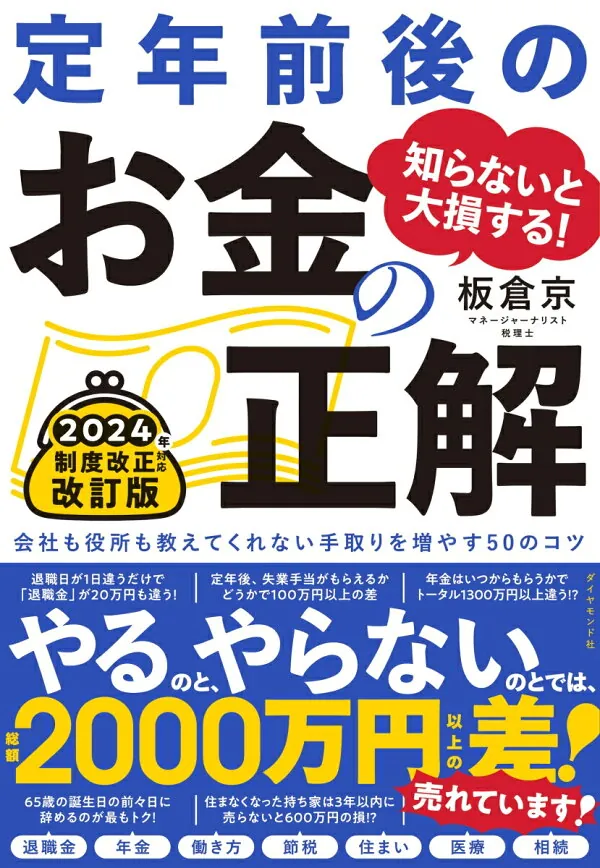 定年前後の
お金の
正解
知らないと
大損する!
板倉京
マネージャーナリスト
税理士
2024年
制度改正対応
改訂版
会社も役所も教えてくれない手取りを増やす50のコツ
退職日が1日違うだけで
「退職金」が20万円も違う!
定年後、失業手当がもらえるか
どうかで100万円以上の差
年金はいつからもらうかで
トータル1300万円以上違う!?
ダイヤモンド社
やるのと、やらないのとでは、
総額2000万円以上の差!
65歳の誕生日の前々日に
辞めるのが最もトク!
住まなくなった持ち家は3年以内に
売らないと600万円の損!?
売れています!
退職金 年金 働き方 節税 住まい 医療 相続